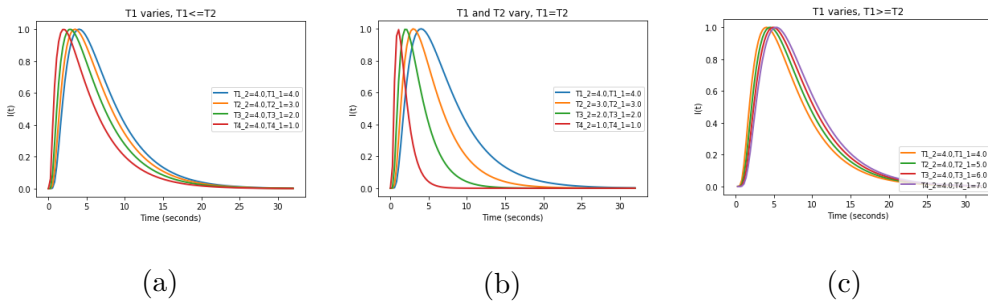 T1 varies, T1<=T2
I(t)
1.0
0.8
0.6
0.4
0.2
0.0
T1_2=4.0,T1_1=4.0
T2_2=4.0,T2_1=3.0
T3_2=4.0,T3_1=2.0
T4_2=4.0,T4_1=1.0
0 5 10 15 20 25 30
Time (seconds)
(a)
T1 and T2 vary, T1=T2
I(t)
1.0
0.8
0.6
0.4
0.2
0.0
T1_2=4.0,T1_1=4.0
T2_2=3.0,T2_1=3.0
T3_2=2.0,T3_1=2.0
T4_2=1.0,T4_1=1.0
0 5 10 15 20 25 30
Time (seconds)
(b)
T1 varies, T1>=T2
I(t)
1.0
0.8
0.6
0.4
0.2
0.0
T1_2=4.0,T1_1=4.0
T2_2=4.0,T2_1=5.0
T3_2=4.0,T3_1=6.0
T4_2=4.0,T4_1=7.0
0 5 10 15 20 25 30
Time (seconds)
(c)